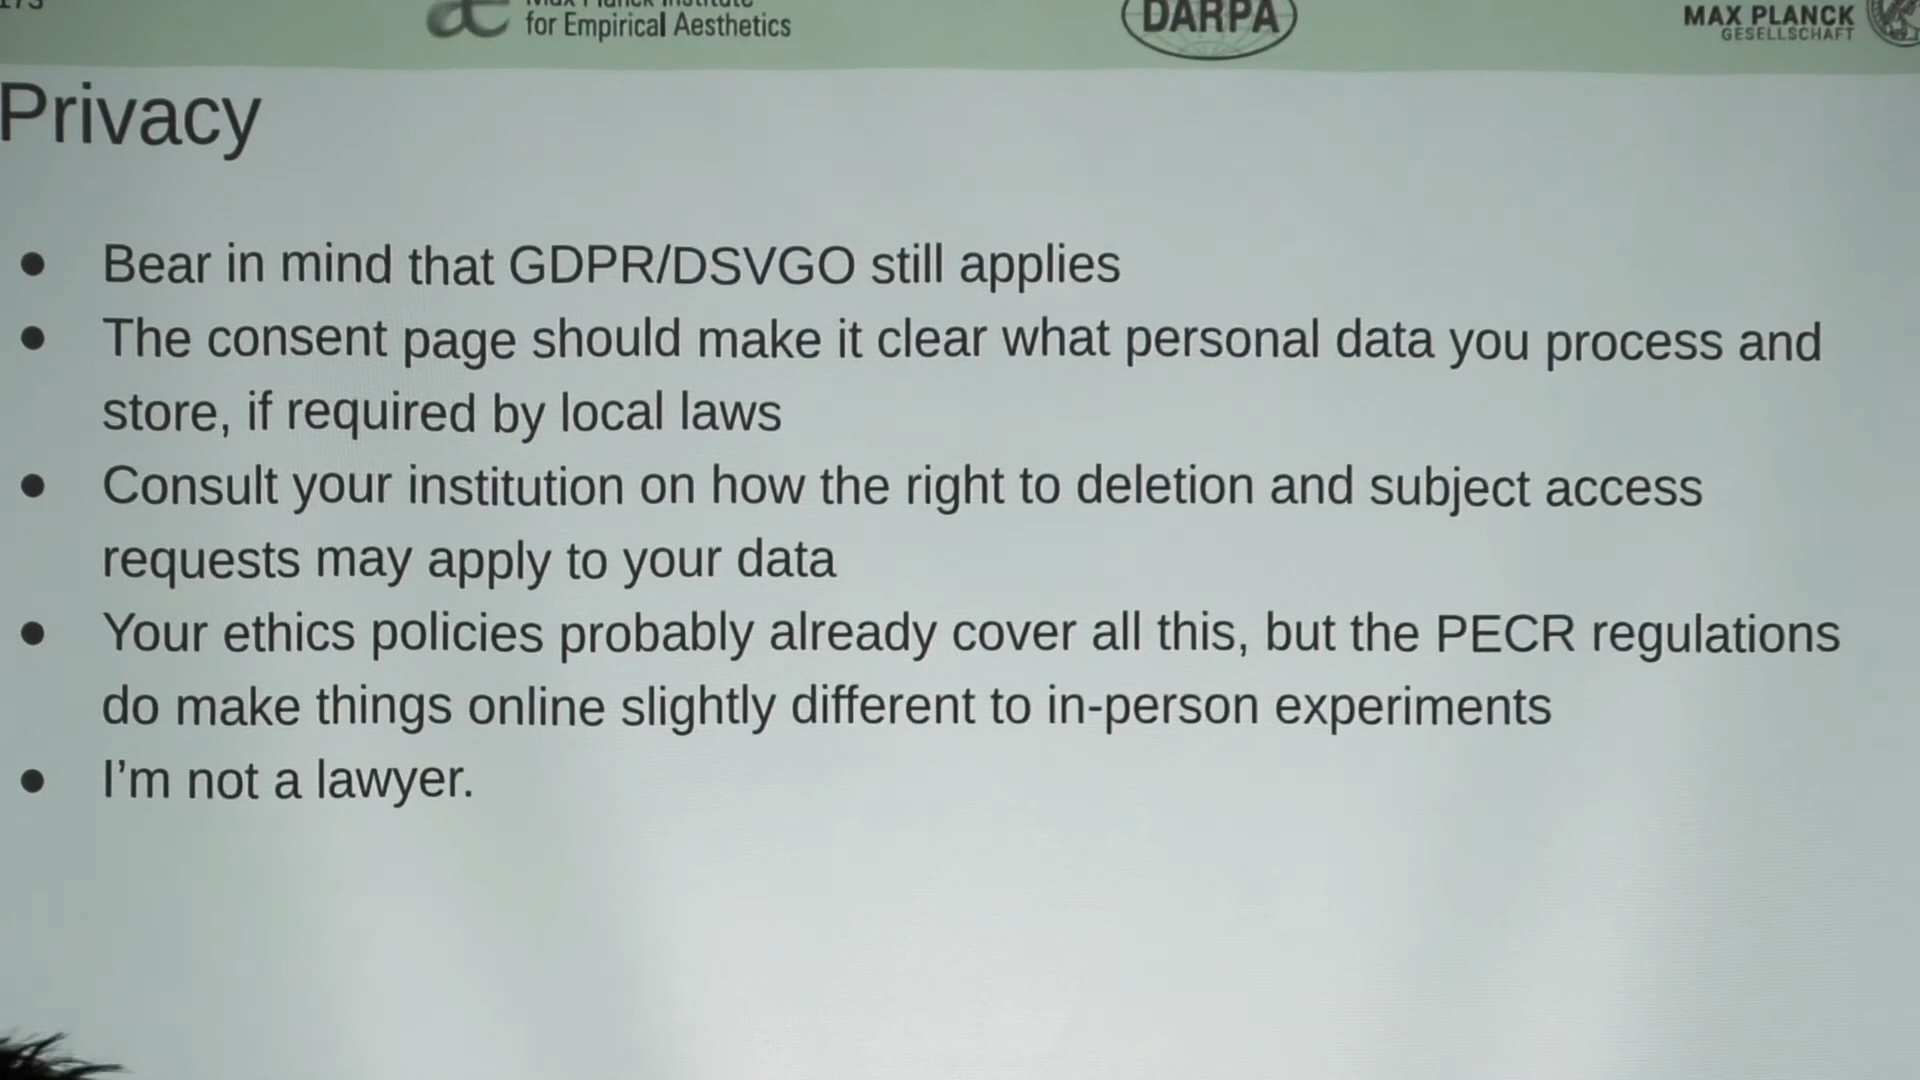 for Empirical Aesthetics
DARPA
MAX PLANCK
GESELLSCHAFT
Privacy
● Bear in mind that GDPR/DSVGO still applies
● The consent page should make it clear what personal data you process and
store, if required by local laws
● Consult your institution on how the right to deletion and subject access
requests may apply to your data
● Your ethics policies probably already cover all this, but the PECR regulations
do make things online slightly different to in-person experiments
● I’m not a lawyer.